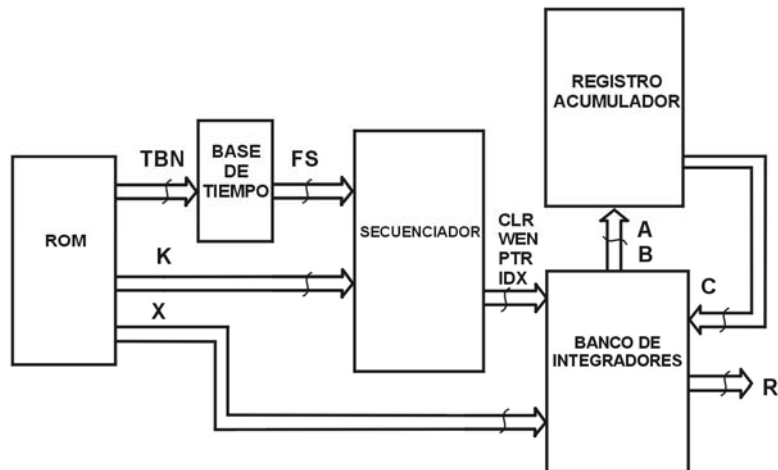 REGISTRO
ACUMULADOR
TBN
BASE
DE
TIEMPO
FS
ROM
SECUENCIADOR
CLR
WEN
PTR
IDX
A
B
K
C
X
BANCO DE
INTEGRADORES
R